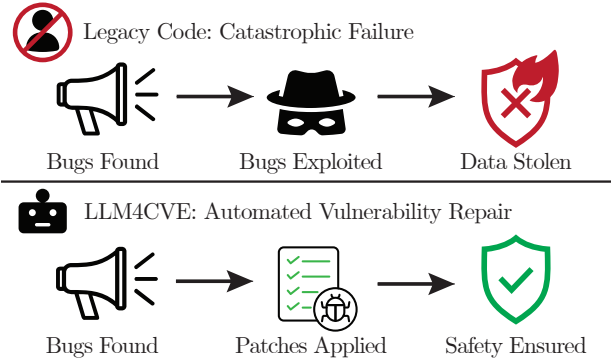 Legacy Code: Catastrophic Failure
Bugs Found
Bugs Exploited
Data Stolen
LLM4CVE: Automated Vulnerability Repair
Bugs Found
Patches Applied
Safety Ensured